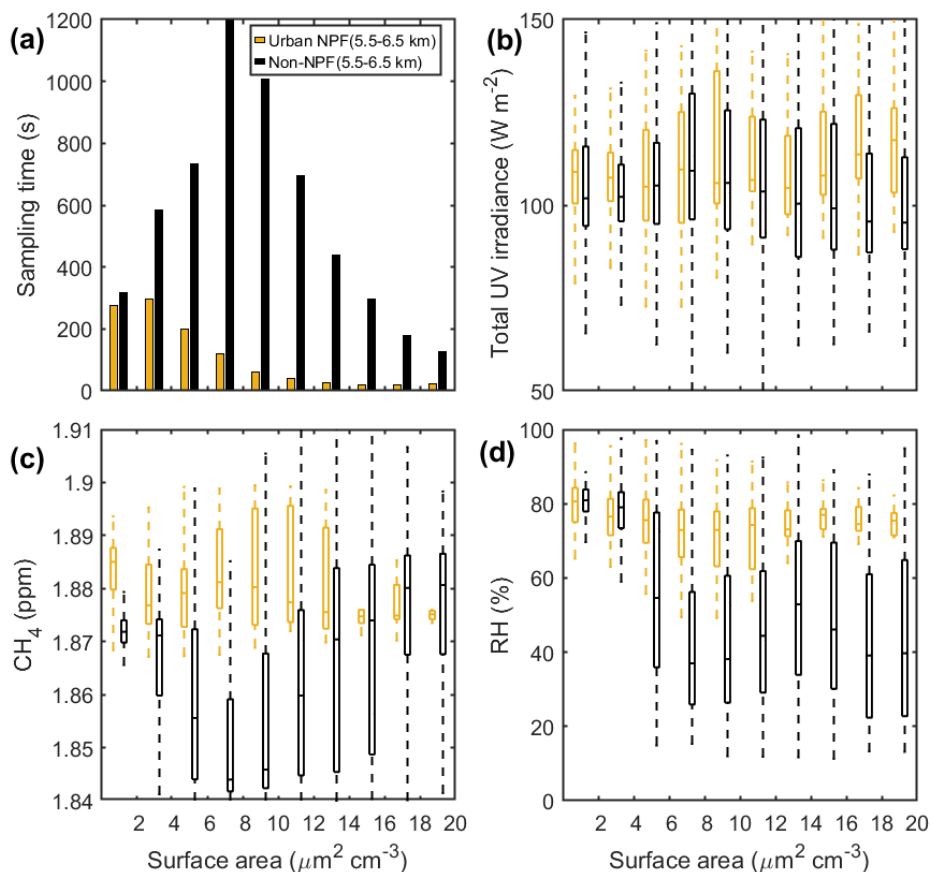 (a)
Urban NPF(5.5-6.5 km)
Non-NPF(5.5-6.5 km)
Sampling time (s)
1200
1000
800
600
400
200
0
(b)
Total UV irradiance (W m⁻²)
150
100
50
(c)
CH₄ (ppm)
1.91
1.9
1.89
1.88
1.87
1.86
1.85
1.84
2 4 6 8 10 12 14 16 18 20
Surface area (μm² cm⁻³)
(d)
RH (%)
100
80
60
40
20
0
2 4 6 8 10 12 14 16 18 20
Surface area (μm² cm⁻³)